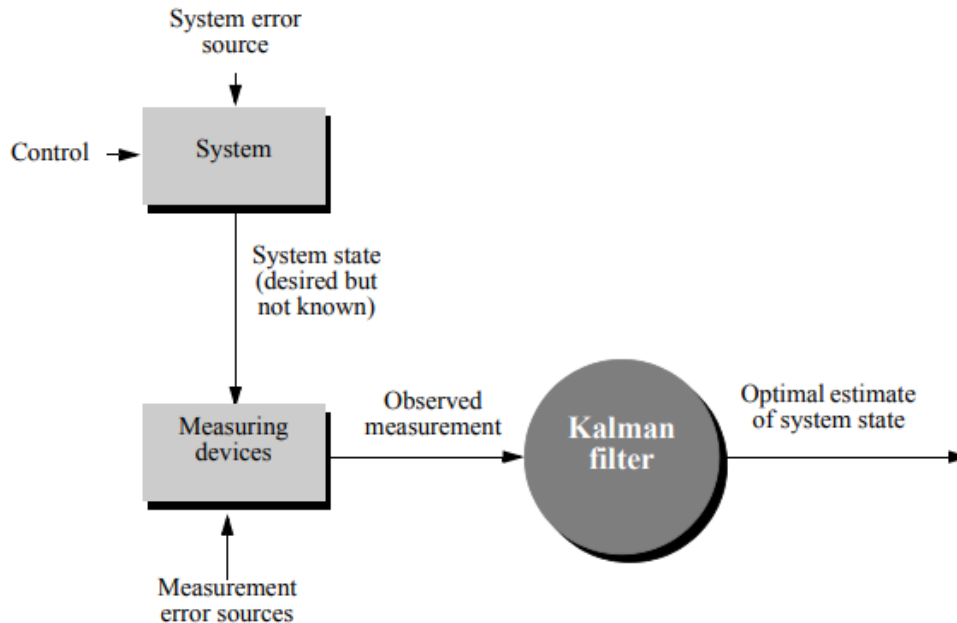 System error
source
Control
System
System state
(desired but
not known)
Measuring
devices
Observed
measurement
Kalman
filter
Optimal estimate
of system state
Measurement
error sources